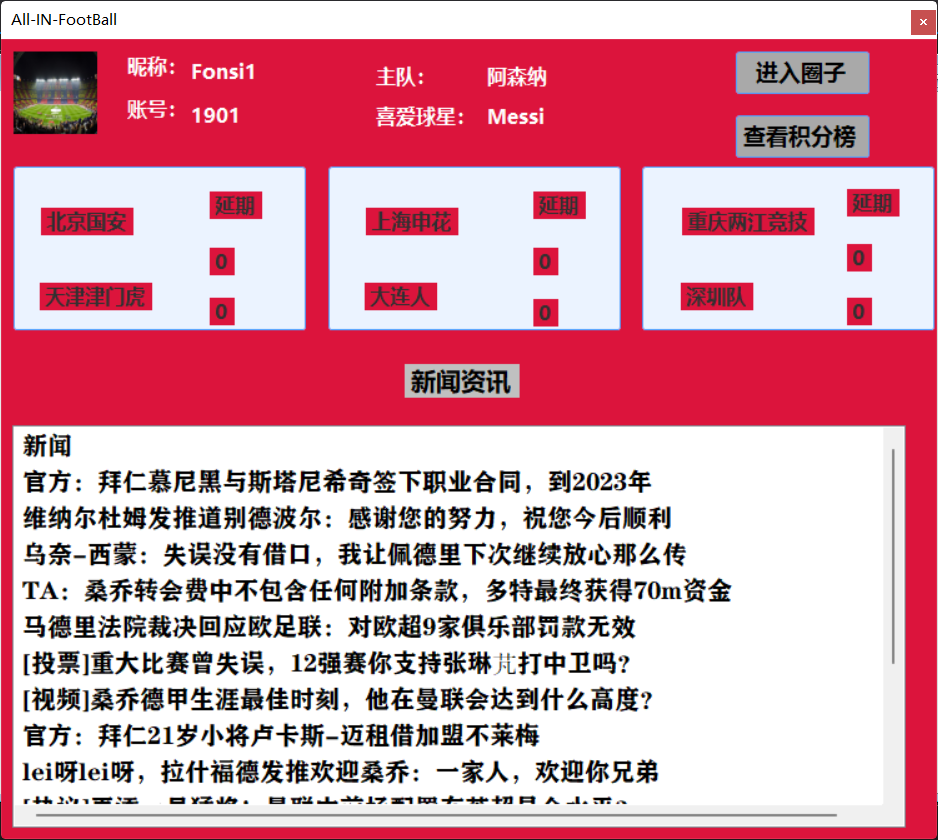 All-IN-FootBall
昵称： Fonsi1
主队： 阿森纳
进入圈子
账号： 1901
喜爱球星： Messi
查看积分榜
北京国安
延期
0
天津津门虎
0
上海申花
延期
0
大连人
0
重庆两江竞技
延期
0
深圳队
0
新闻资讯
新闻
官方：拜仁慕尼黑与斯塔尼希奇签下职业合同，到2023年
维纳尔杜姆发推道别德波尔：感谢您的努力，祝您今后顺利
乌奈-西蒙：失误没有借口，我让佩德里下次继续放心那么传
TA：桑乔转会费中不包含任何附加条款，多特最终获得70m资金
马德里法院裁决回应欧足联：对欧超9家俱乐部罚款无效
[投票]重大比赛曾失误，12强赛你支持张琳芃打中卫吗？
[视频]桑乔德甲生涯最佳时刻，他在曼联会达到什么高度？
官方：拜仁21岁小将卢卡斯-迈租借加盟不莱梅
lei呀lei呀，拉什福德发推欢迎桑乔：一家人，欢迎你兄弟